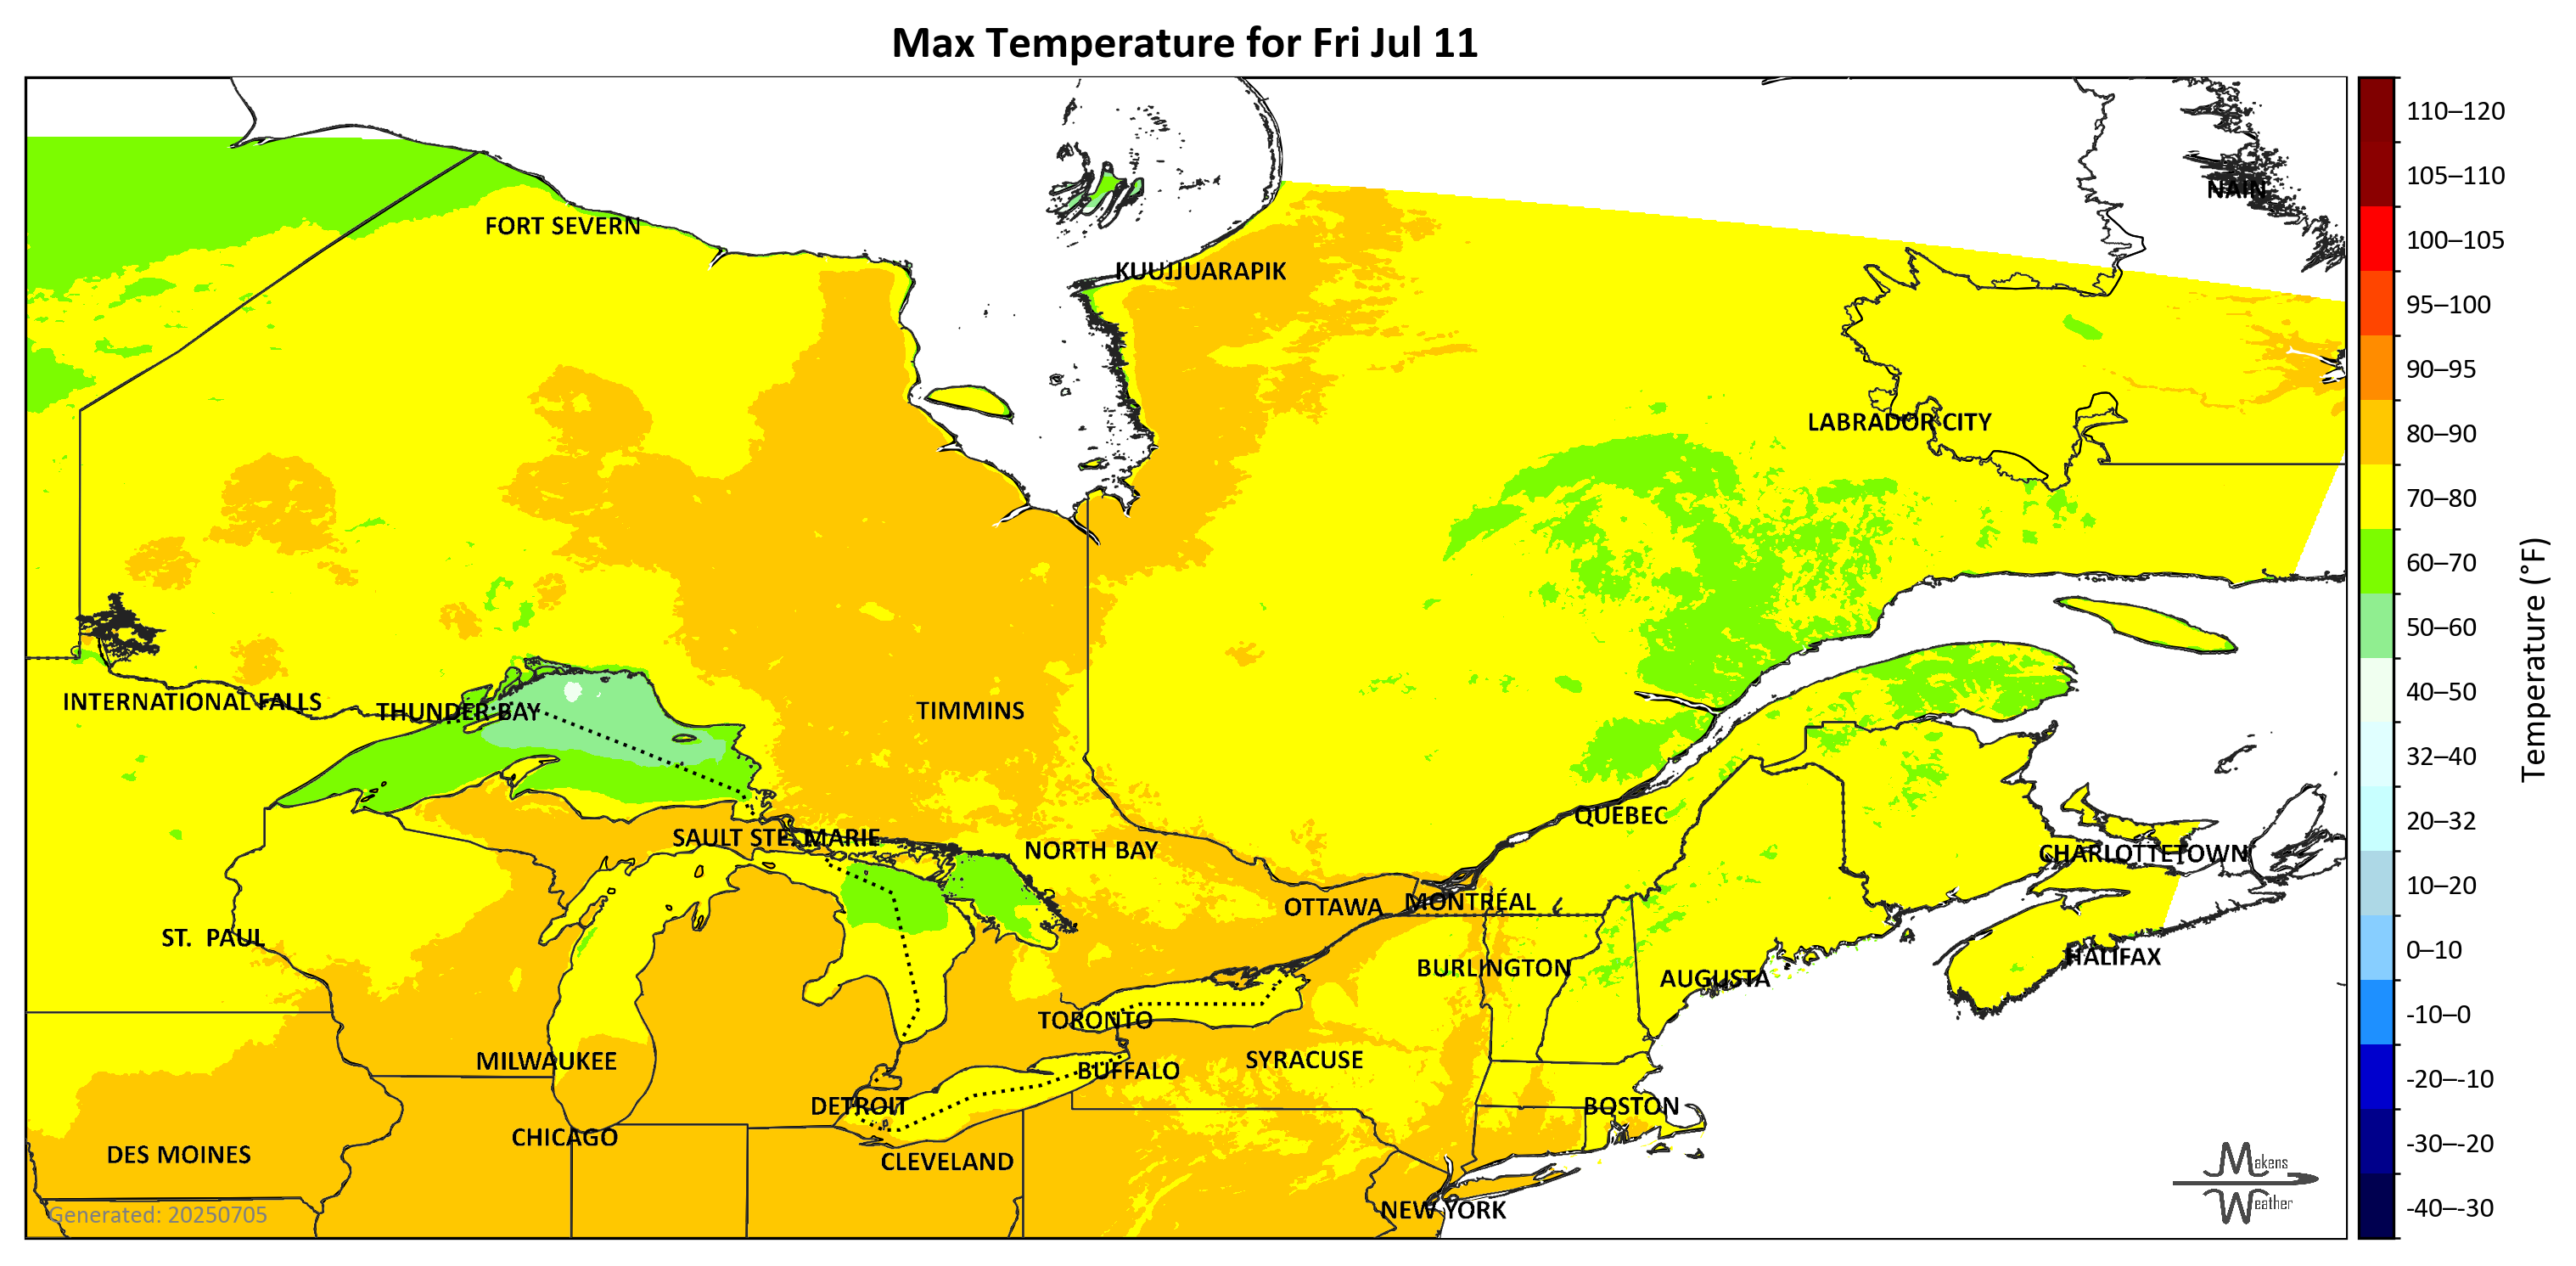 Max Temperature for Fri Jul 11
NAIN
FORT SEVERN
KUUJJUARAPIK
LABRADOR CITY
INTERNATIONAL FALLS
THUNDER BAY
TIMMINS
QUÉBEC
SAULT STE. MARIE
NORTH BAY
CHARLOTTETOWN
OTTAWA
MONTRÉAL
ST. PAUL
HALIFAX
BURLINGTON
AUGUSTA
TORONTO
MILWAUKEE
SYRACUSE
BUFFALO
DETROIT
BOSTON
CHICAGO
DES MOINES
CLEVELAND
NEW YORK
Generated: 20250705
Makens
Weather
110–120
105–110
100–105
95–100
90–95
80–90
70–80
60–70
50–60
40–50
32–40
20–32
10–20
0–10
-10–0
-20–-10
-30–-20
-40–-30
Temperature (°F)